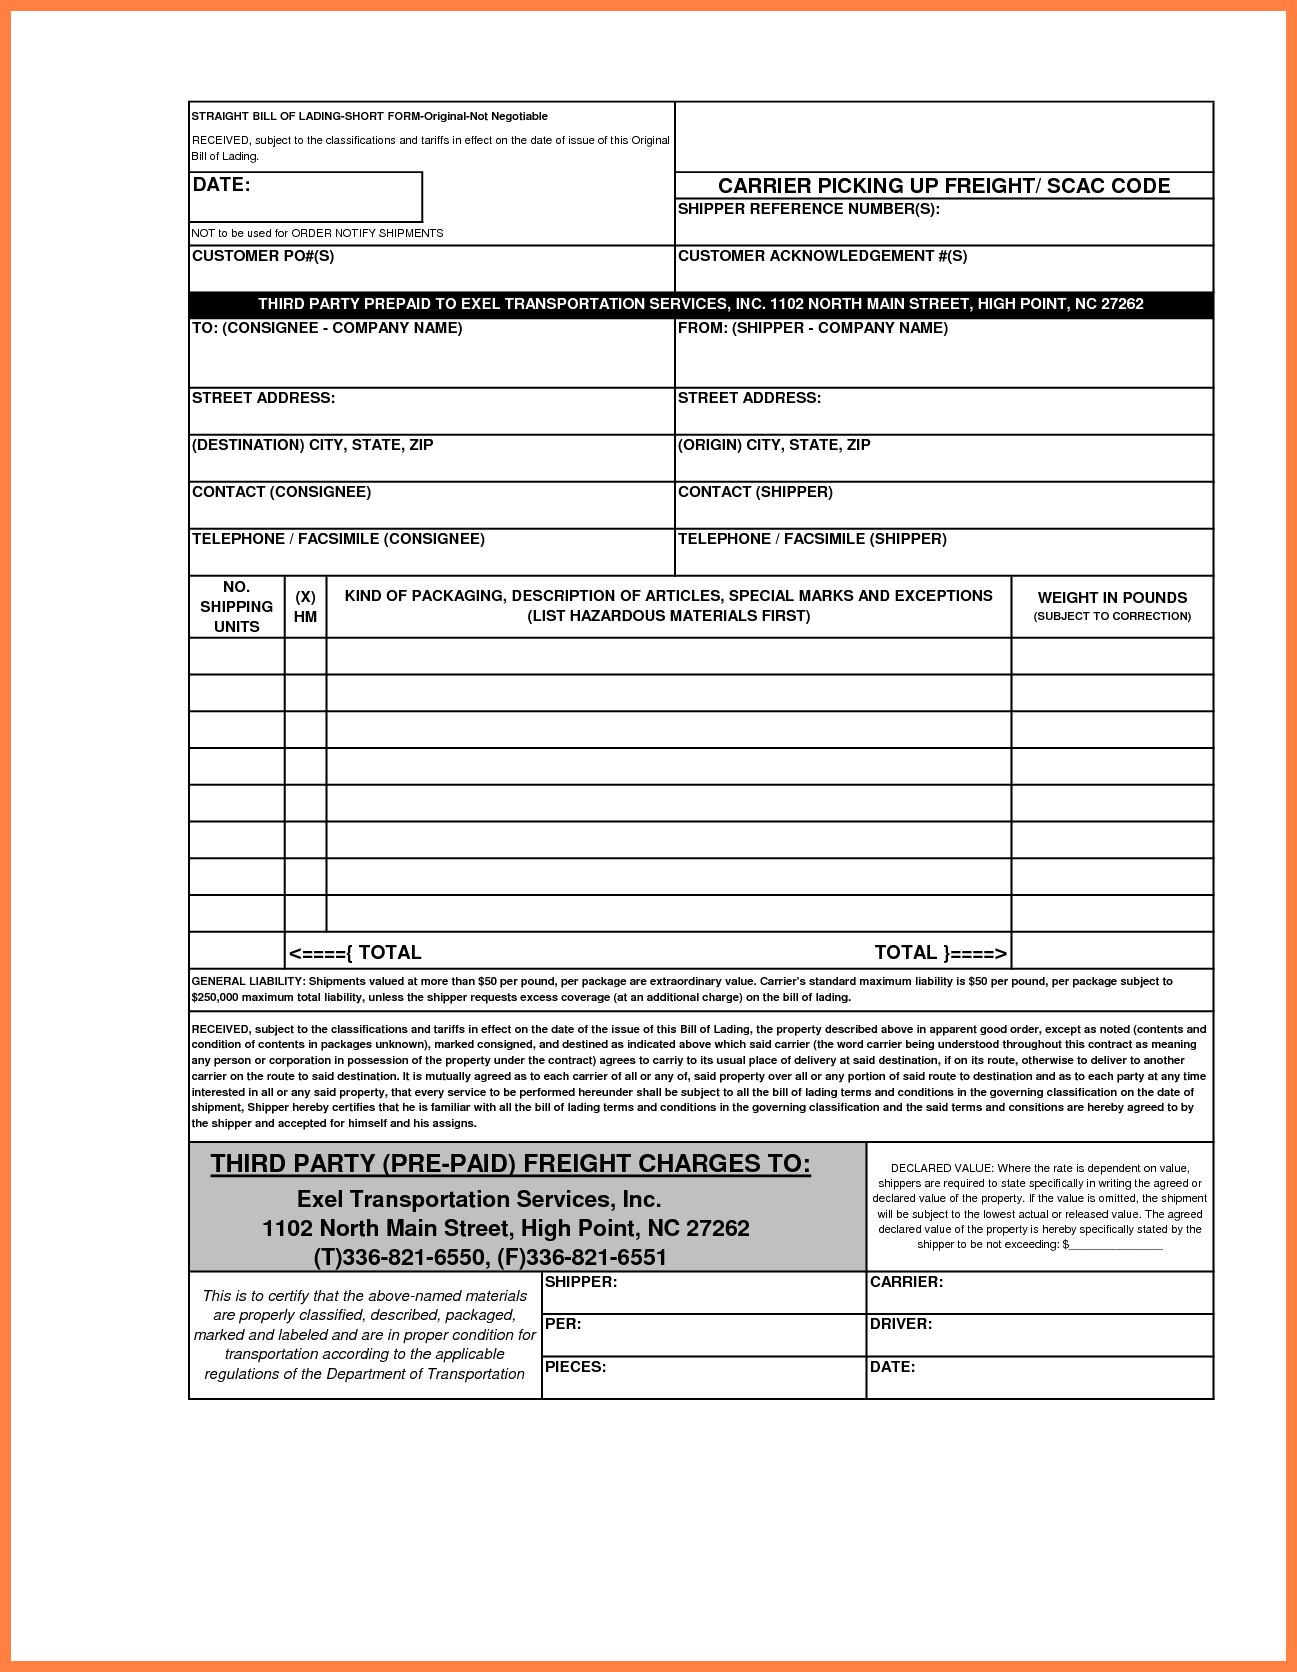 STRAIGHT BILL OF LADING-SHORT FORM-Original-Not Negotiable
RECEIVED, subject to the classifications and tariffs in effect on the date of issue of this Original
Bill of Lading.
DATE:
NOT to be used for ORDER NOTIFY SHIPMENTS
CARRIER PICKING UP FREIGHT/ SCAC CODE
SHIPPER REFERENCE NUMBER(S):
CUSTOMER PO#(S)
CUSTOMER ACKNOWLEDGEMENT #(S)
THIRD PARTY PREPAID TO EXEL TRANSPORTATION SERVICES, INC. 1102 NORTH MAIN STREET, HIGH POINT, NC 27262
TO: (CONSIGNEE - COMPANY NAME)
FROM: (SHIPPER - COMPANY NAME)
STREET ADDRESS:
STREET ADDRESS:
(DESTINATION) CITY, STATE, ZIP
(ORIGIN) CITY, STATE, ZIP
CONTACT (CONSIGNEE)
CONTACT (SHIPPER)
TELEPHONE / FACSIMILE (CONSIGNEE)
TELEPHONE / FACSIMILE (SHIPPER)
NO.
SHIPPING
UNITS
(X)
HM
KIND OF PACKAGING, DESCRIPTION OF ARTICLES, SPECIAL MARKS AND EXCEPTIONS
(LIST HAZARDOUS MATERIALS FIRST)
WEIGHT IN POUNDS
(SUBJECT TO CORRECTION)
<===={ TOTAL
TOTAL }====>
GENERAL LIABILITY: Shipments valued at more than $50 per pound, per package are extraordinary value. Carrier's standard maximum liability is $50 per pound, per package subject to
$250,000 maximum total liability, unless the shipper requests excess coverage (at an additional charge) on the bill of lading.
RECEIVED, subject to the classifications and tariffs in effect on the date of the issue of this Bill of Lading, the property described above in apparent good order, except as noted (contents and
condition of contents in packages unknown), marked consigned, and destined as indicated above which said carrier (the word carrier being understood throughout this contract as meaning
any person or corporation in possession of the property under the contract) agrees to carriy to its usual place of delivery at said destination, if on its route, otherwise to deliver to another
carrier on the route to said destination. It is mutually agreed as to each carrier of all or any of, said property over all or any portion of said route to destination and as to each party at any time
interested in all or any said property, that every service to be performed hereunder shall be subject to all the bill of lading terms and conditions in the governing classification on the date of
shipment, Shipper hereby certifies that he is familiar with all the bill of lading terms and conditions in the governing classification and the said terms and consitions are hereby agreed to by
the shipper and accepted for himself and his assigns.
THIRD PARTY (PRE-PAID) FREIGHT CHARGES TO:
Exel Transportation Services, Inc.
1102 North Main Street, High Point, NC 27262
(T)336-821-6550, (F)336-821-6551
DECLARED VALUE: Where the rate is dependent on value,
shippers are required to state specifically in writing the agreed or
declared value of the property. If the value is omitted, the shipment
will be subject to the lowest actual or released value. The agreed
declared value of the property is hereby specifically stated by the
shipper to be not exceeding: $_______________
This is to certify that the above-named materials
are properly classified, described, packaged,
marked and labeled and are in proper condition for
transportation according to the applicable
regulations of the Department of Transportation
SHIPPER:
CARRIER:
PER:
DRIVER:
PIECES:
DATE: